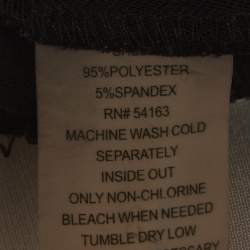 95%POLYESTER
5%SPANDEX
RN# 54163
MACHINE WASH COLD
SEPARATELY
INSIDE OUT
ONLY NON-CHLORINE
BLEACH WHEN NEEDED
TUMBLE DRY LOW